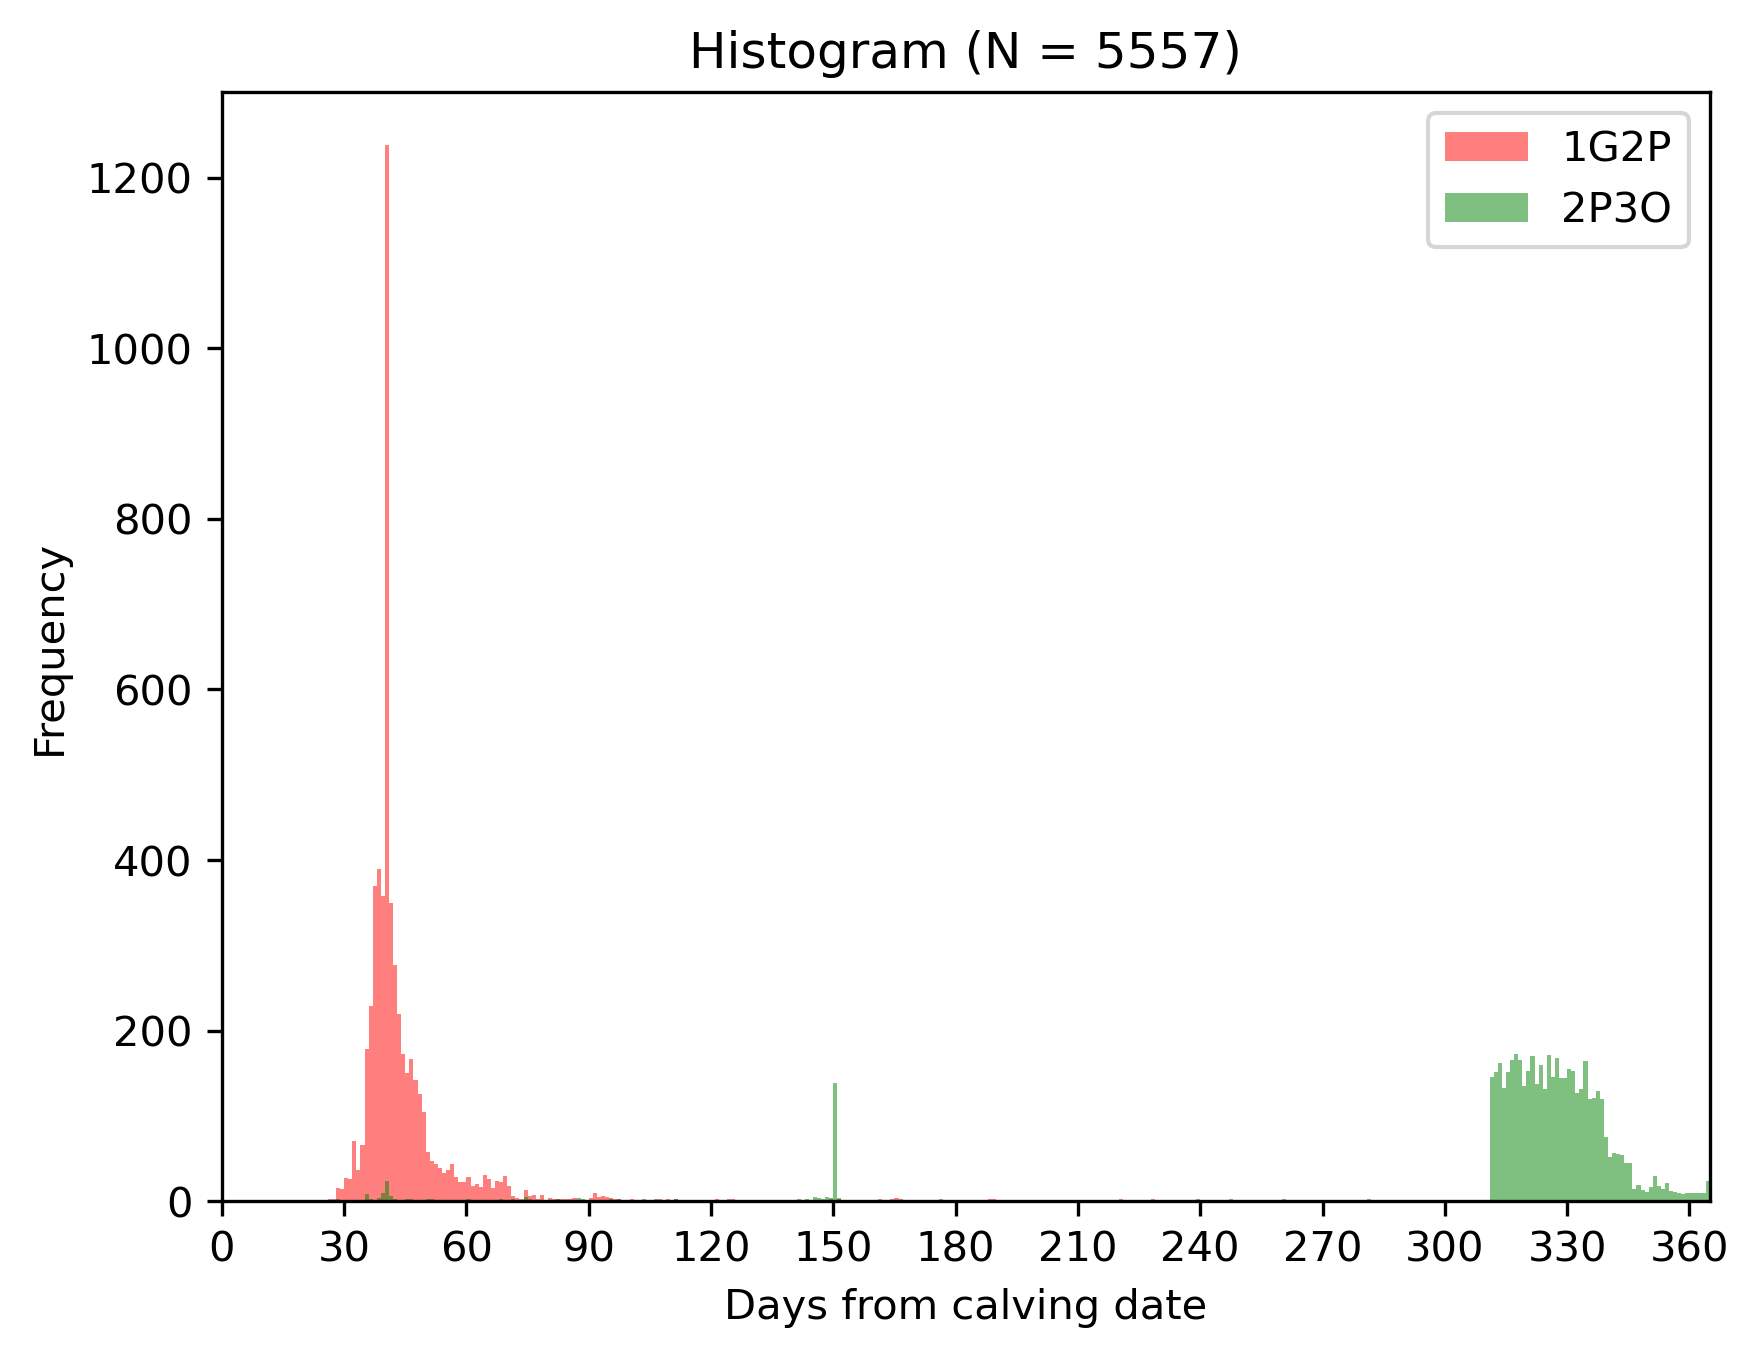 Histogram (N = 5557)
1G2P
2P3O
1200
1000
800
600
400
200
0
Frequency
0 30 60 90 120 150 180 210 240 270 300 330 360
Days from calving date